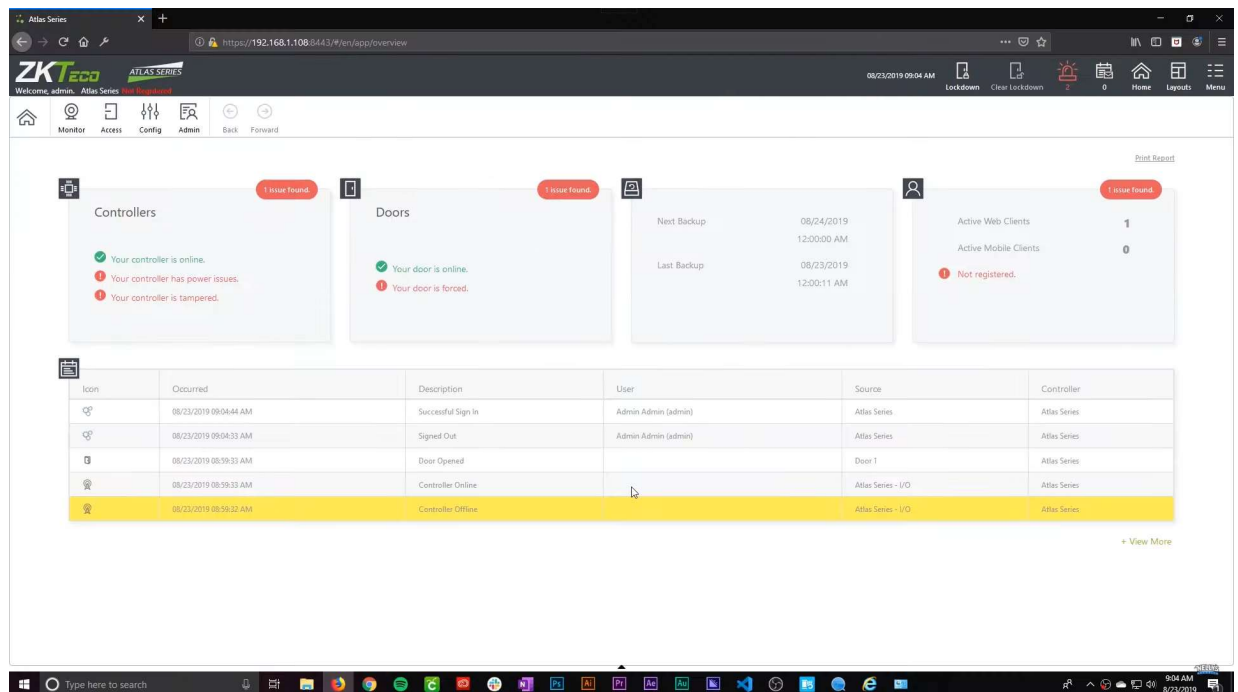 Atlas Series
https://192.168.1.108:8443/#/en/app/overview
ZKTeco ATLAS SERIES
Welcome, admin. Atlas Series Not Registered
08/23/2019 09:04 AM
Lockdown
Clear Lockdown
2
0
Home
Layouts
Menu
Monitor
Access
Config
Admin
Back
Forward
Print Report
1 issue found.
Controllers
Your controller is online.
Your controller has power issues.
Your controller is tampered.
1 issue found.
Doors
Your door is online.
Your door is forced.
Next Backup 08/24/2019
12:00:00 AM
Last Backup 08/23/2019
12:00:11 AM
1 issue found.
Active Web Clients 1
Active Mobile Clients 0
Not registered.
Icon Occurred Description User Source Controller
08/23/2019 09:04:44 AM Successful Sign In Admin Admin (admin) Atlas Series Atlas Series
08/23/2019 09:04:33 AM Signed Out Admin Admin (admin) Atlas Series Atlas Series
08/23/2019 08:59:33 AM Door Opened Door 1 Atlas Series
08/23/2019 08:59:33 AM Controller Online Atlas Series - I/O Atlas Series
08/23/2019 08:59:32 AM Controller Offline Atlas Series - I/O Atlas Series
+ View More
Type here to search
Ps
Ai
Pr
Ae
Au
9:04 AM
8/23/2019